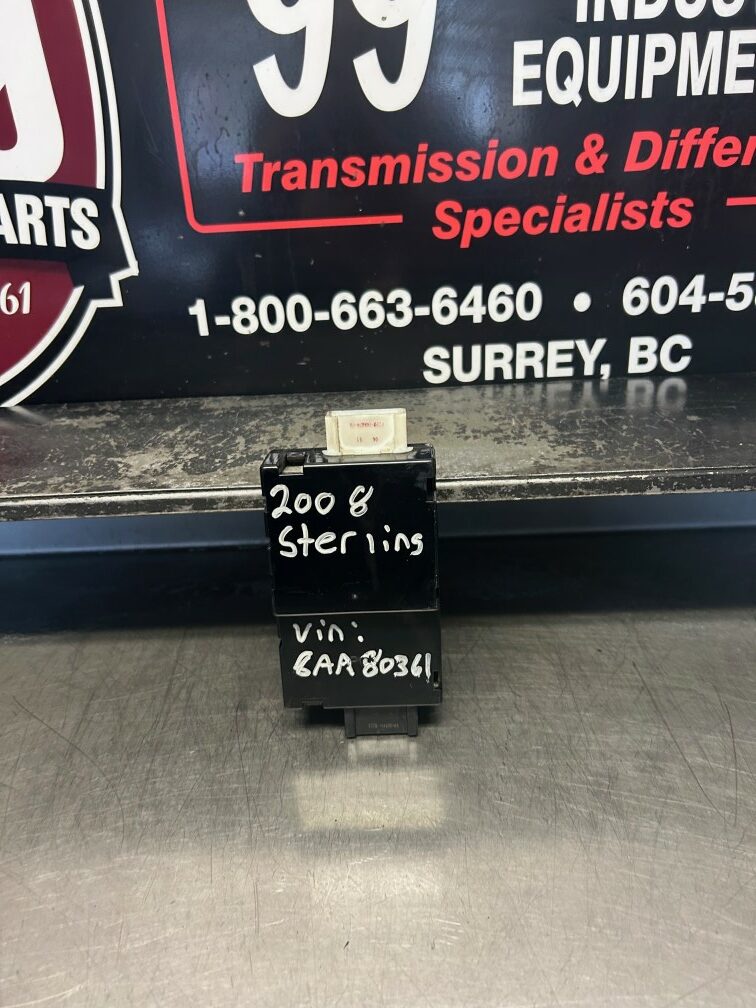 99
INDUS
EQUIPME
Transmission & Differ
Specialists
ARTS
61
1-800-663-6460 • 604-5
SURREY, BC
2008
Sterling
Vin:
8AA80361